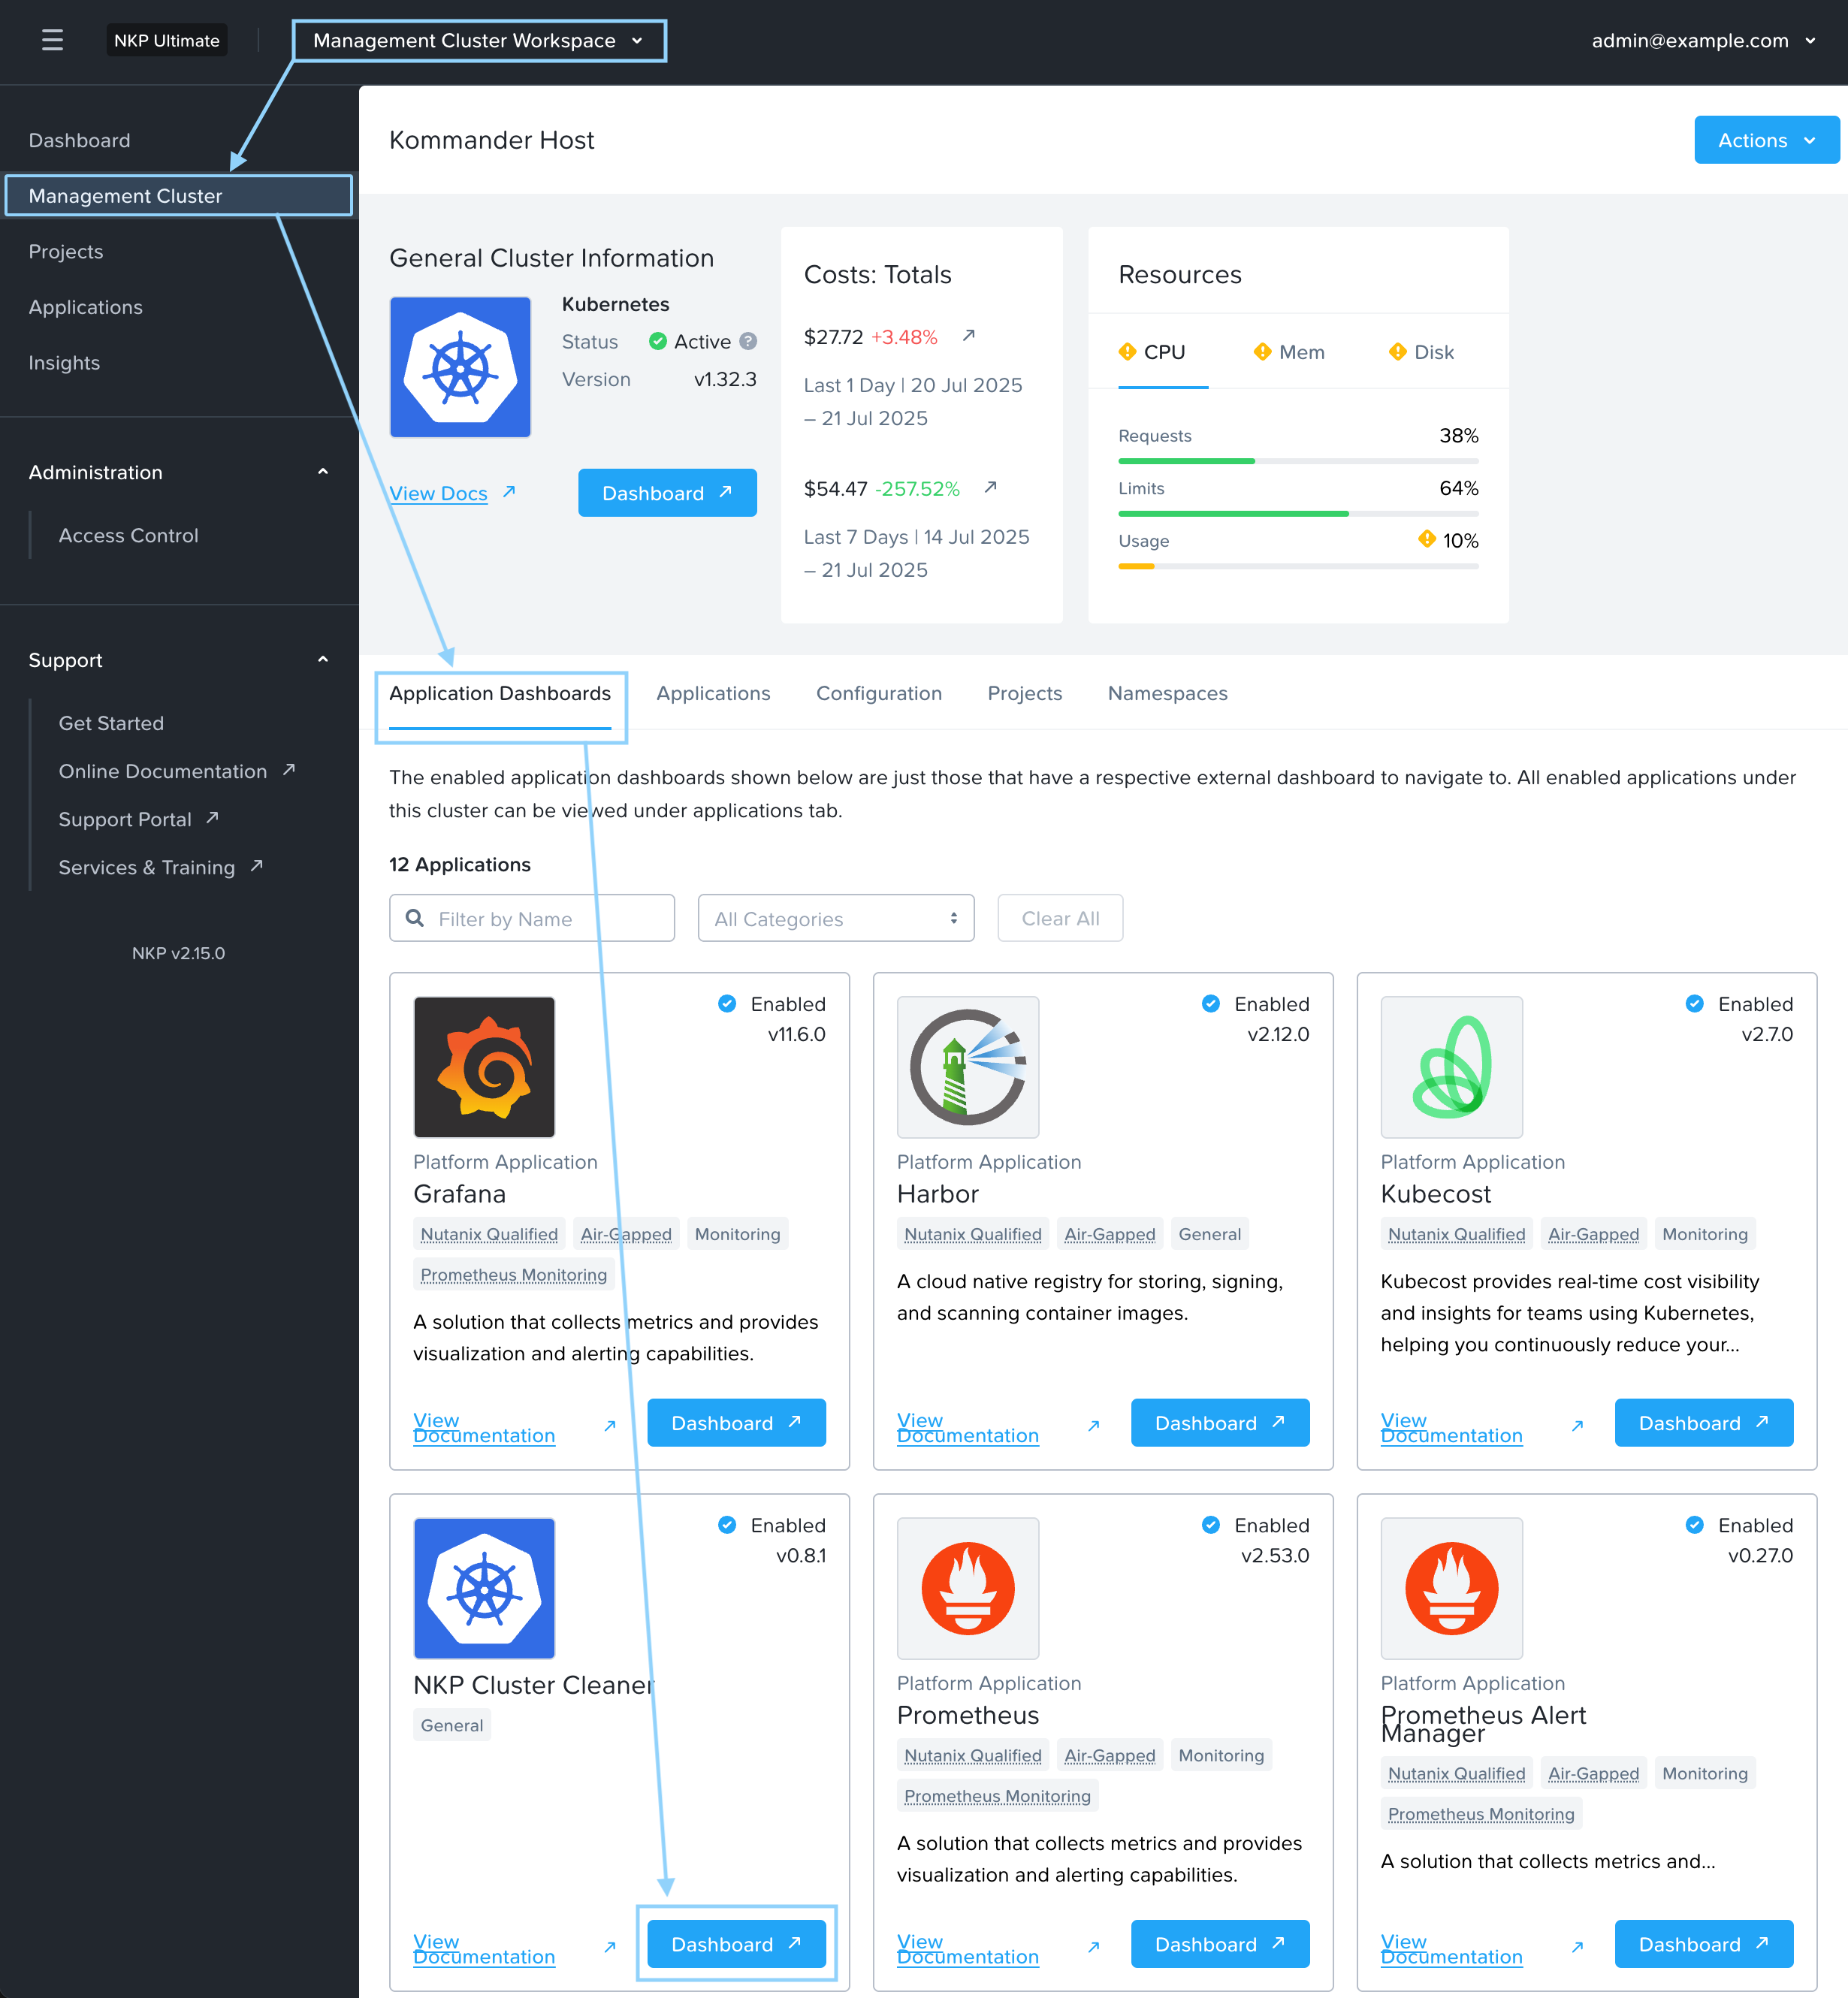 NKP Ultimate
Management Cluster Workspace
admin@example.com
Dashboard
Management Cluster
Projects
Applications
Insights
Administration
Access Control
Support
Get Started
Online Documentation
Support Portal
Services & Training
NKP v2.15.0
Kommander Host
Actions
General Cluster Information
Kubernetes
Status Active ?
Version v1.32.3
View Docs
Dashboard
Costs: Totals
$27.72 +3.48%
Last 1 Day | 20 Jul 2025
– 21 Jul 2025
$54.47 -257.52%
Last 7 Days | 14 Jul 2025
– 21 Jul 2025
Resources
CPU Mem Disk
Requests 38%
Limits 64%
Usage 10%
Application Dashboards Applications Configuration Projects Namespaces
The enabled application dashboards shown below are just those that have a respective external dashboard to navigate to. All enabled applications under
this cluster can be viewed under applications tab.
12 Applications
Filter by Name
All Categories
Clear All
Enabled
v11.6.0
Platform Application
Grafana
Nutanix Qualified Air-Gapped Monitoring
Prometheus Monitoring
A solution that collects metrics and provides
visualization and alerting capabilities.
View
Documentation
Dashboard
Enabled
v2.12.0
Platform Application
Harbor
Nutanix Qualified Air-Gapped General
A cloud native registry for storing, signing,
and scanning container images.
View
Documentation
Dashboard
Enabled
v2.7.0
Platform Application
Kubecost
Nutanix Qualified Air-Gapped Monitoring
Kubecost provides real-time cost visibility
and insights for teams using Kubernetes,
helping you continuously reduce your...
View
Documentation
Dashboard
Enabled
v0.8.1
NKP Cluster Cleaner
General
View
Documentation
Dashboard
Enabled
v2.53.0
Platform Application
Prometheus
Nutanix Qualified Air-Gapped Monitoring
Prometheus Monitoring
A solution that collects metrics and provides
visualization and alerting capabilities.
View
Documentation
Dashboard
Enabled
v0.27.0
Platform Application
Prometheus Alert
Manager
Nutanix Qualified Air-Gapped Monitoring
Prometheus Monitoring
A solution that collects metrics and...
View
Documentation
Dashboard